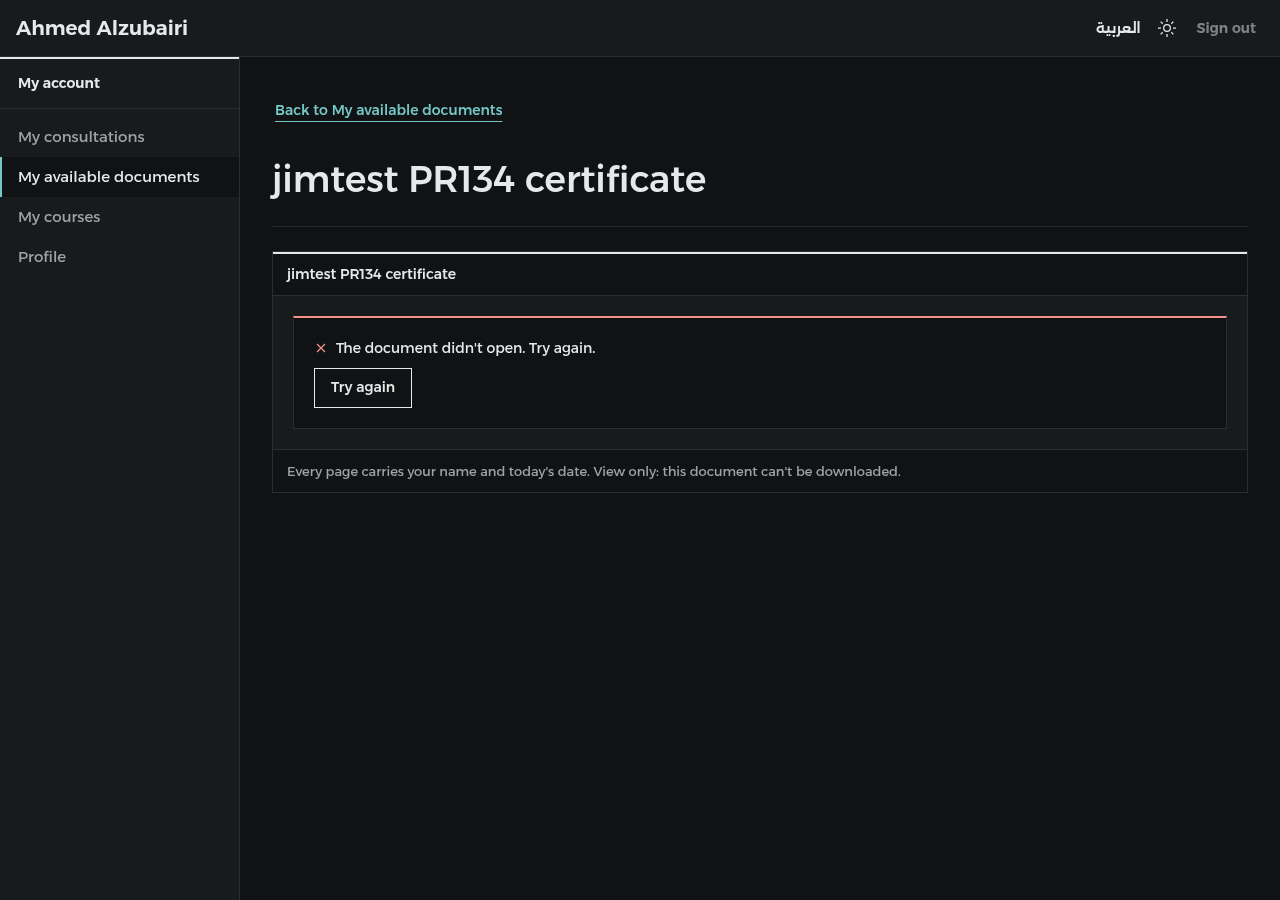 Ahmed Alzubairi
العربية
Sign out
My account
My consultations
My available documents
My courses
Profile
Back to My available documents
jimtest PR134 certificate
jimtest PR134 certificate
The document didn't open. Try again.
Try again
Every page carries your name and today's date. View only: this document can't be downloaded.